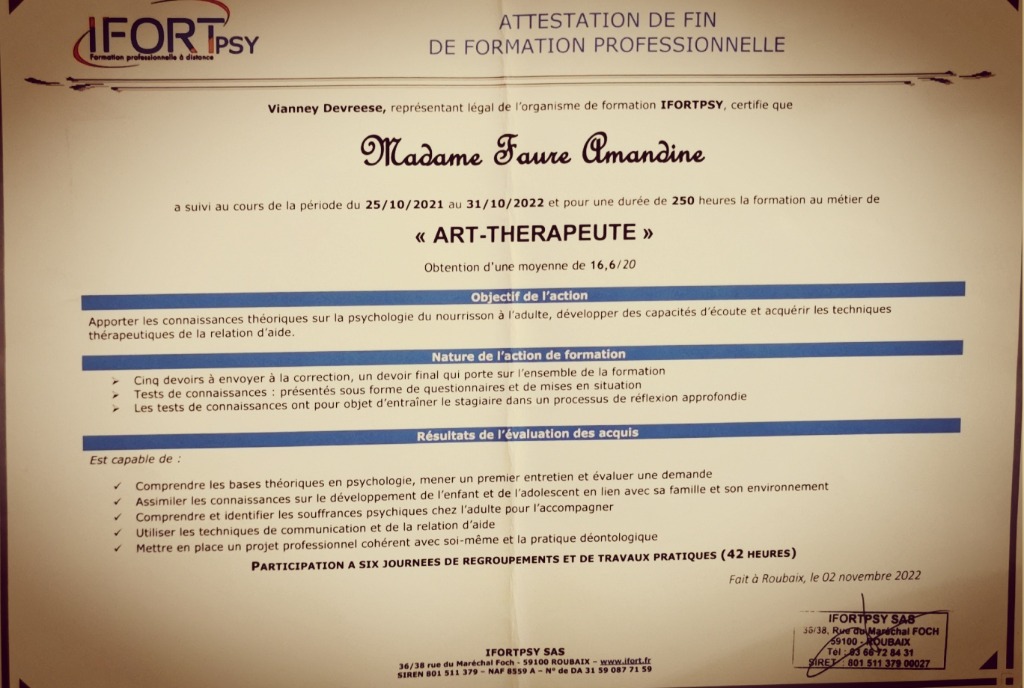 IFORTPSY
Formation professionnelle à distance
ATTESTATION DE FIN
DE FORMATION PROFESSIONNELLE
Vianney Devreese, représentant légal de l'organisme de formation IFORTPSY, certifie que
Madame Faure Amandine
a suivi au cours de la période du 25/10/2021 au 31/10/2022 et pour une durée de 250 heures la formation au métier de
« ART-THERAPEUTE »
Obtention d'une moyenne de 16,6/20
Objectif de l'action
Apporter les connaissances théoriques sur la psychologie du nourrisson à l'adulte, développer des capacités d'écoute et acquérir les techniques
thérapeutiques de la relation d'aide.
Nature de l'action de formation
➢ Cinq devoirs à envoyer à la correction, un devoir final qui porte sur l'ensemble de la formation
➢ Tests de connaissances : présentés sous forme de questionnaires et de mises en situation
➢ Les tests de connaissances ont pour objet d'entraîner le stagiaire dans un processus de réflexion approfondie
Résultats de l'évaluation des acquis
Est capable de :
✓ Comprendre les bases théoriques en psychologie, mener un premier entretien et évaluer une demande
✓ Assimiler les connaissances sur le développement de l'enfant et de l'adolescent en lien avec sa famille et son environnement
✓ Comprendre et identifier les souffrances psychiques chez l'adulte pour l'accompagner
✓ Utiliser les techniques de communication et de la relation d'aide
✓ Mettre en place un projet professionnel cohérent avec soi-même et la pratique déontologique
PARTICIPATION A SIX JOURNEES DE REGROUPEMENTS ET DE TRAVAUX PRATIQUES (42 HEURES)
Fait à Roubaix, le 02 novembre 2022
IFORTPSY SAS
36/38, Rue du Maréchal FOCH
59100 - ROUBAIX
Tél : 03 66 72 84 31
SIRET : 801 511 379 00027
IFORTPSY SAS
36/38 rue du Maréchal Foch - 59100 ROUBAIX – www.ifort.fr
SIREN 801 511 379 – NAF 8559 A – N° de DA 31 59 087 71 59